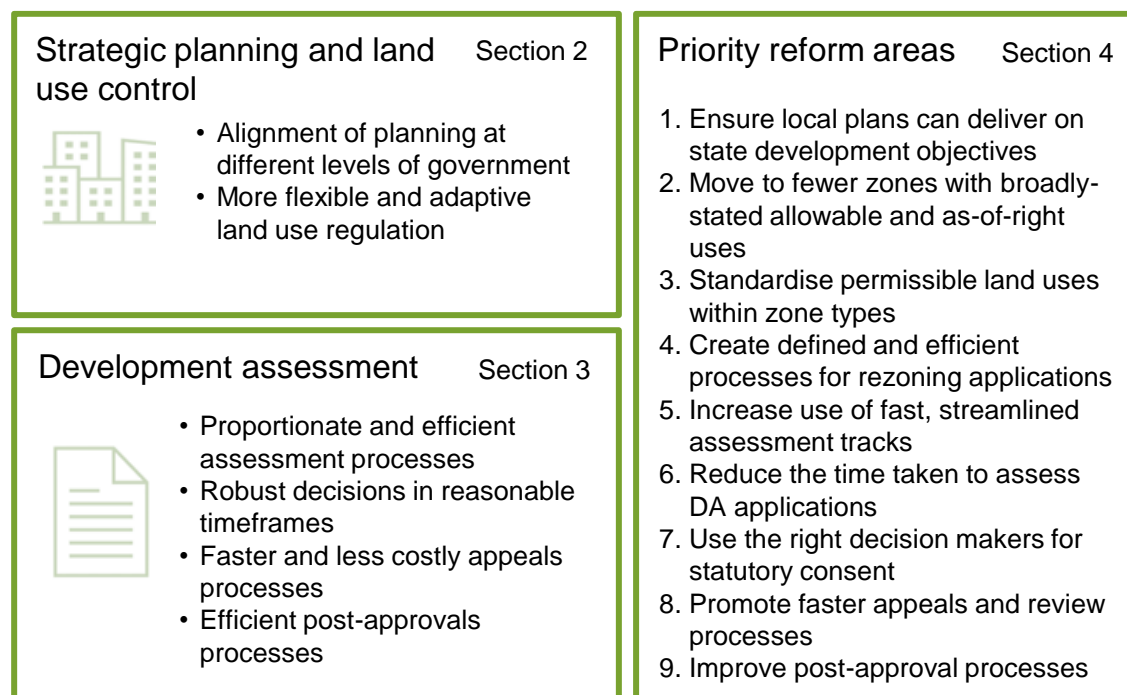 Strategic planning and land use control
Section 2
• Alignment of planning at
different levels of government
• More flexible and adaptive
land use regulation
Development assessment
Section 3
• Proportionate and efficient
assessment processes
• Robust decisions in reasonable
timeframes
• Faster and less costly appeals
processes
• Efficient post-approvals
processes
Priority reform areas
Section 4
1. Ensure local plans can deliver on
state development objectives
2. Move to fewer zones with broadly-
stated allowable and as-of-right
uses
3. Standardise permissible land uses
within zone types
4. Create defined and efficient
processes for rezoning applications
5. Increase use of fast, streamlined
assessment tracks
6. Reduce the time taken to assess
DA applications
7. Use the right decision makers for
statutory consent
8. Promote faster appeals and review
processes
9. Improve post-approval processes